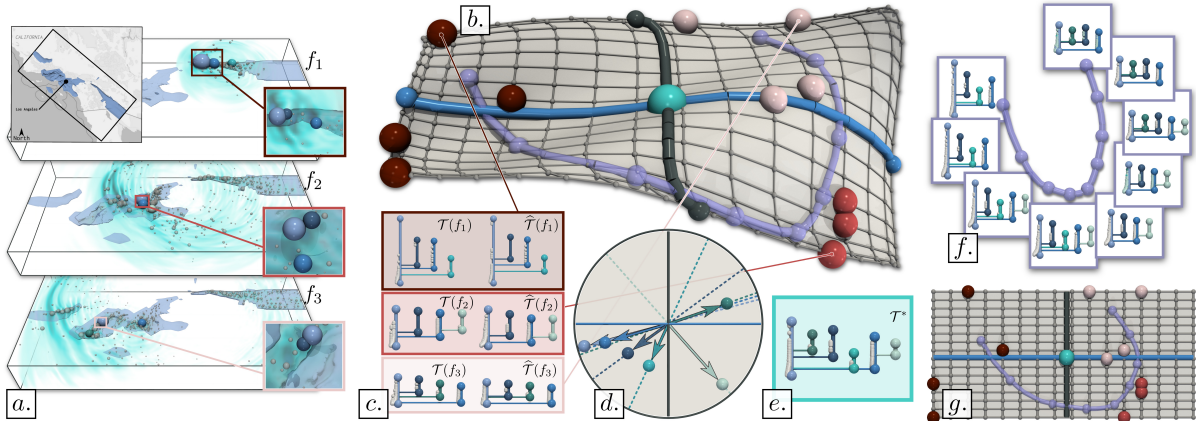 CALIFORNIA
Los Angeles
North
f₁
f₂
f₃
a.
b.
𝒯(f₁) 𝒯̂(f₁)
𝒯(f₂) 𝒯̂(f₂)
𝒯(f₃) 𝒯̂(f₃)
c.
d.
𝒯*
e.
f.
g.